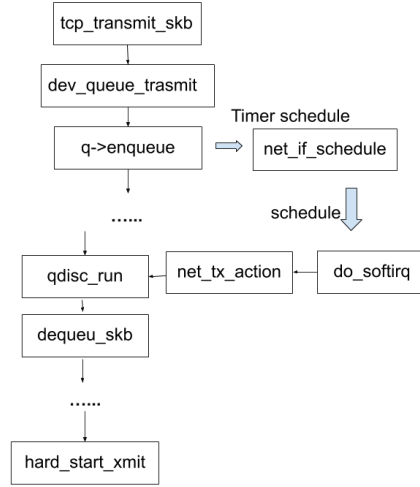 tcp_transmit_skb
dev_queue_trasmit
Timer schedule
q->enqueue
net_if_schedule
…...
schedule
qdisc_run
net_tx_action
do_softirq
dequeu_skb
…...
hard_start_xmit